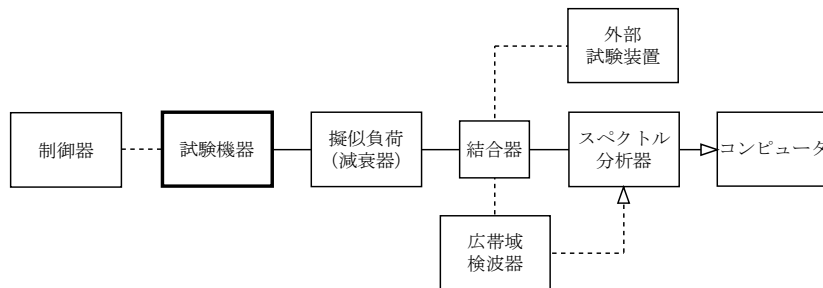 外部
試験装置
制御器
試験機器
擬似負荷
（減衰器）
結合器
スペクトル
分析器
コンピュータ
広帯域
検波器